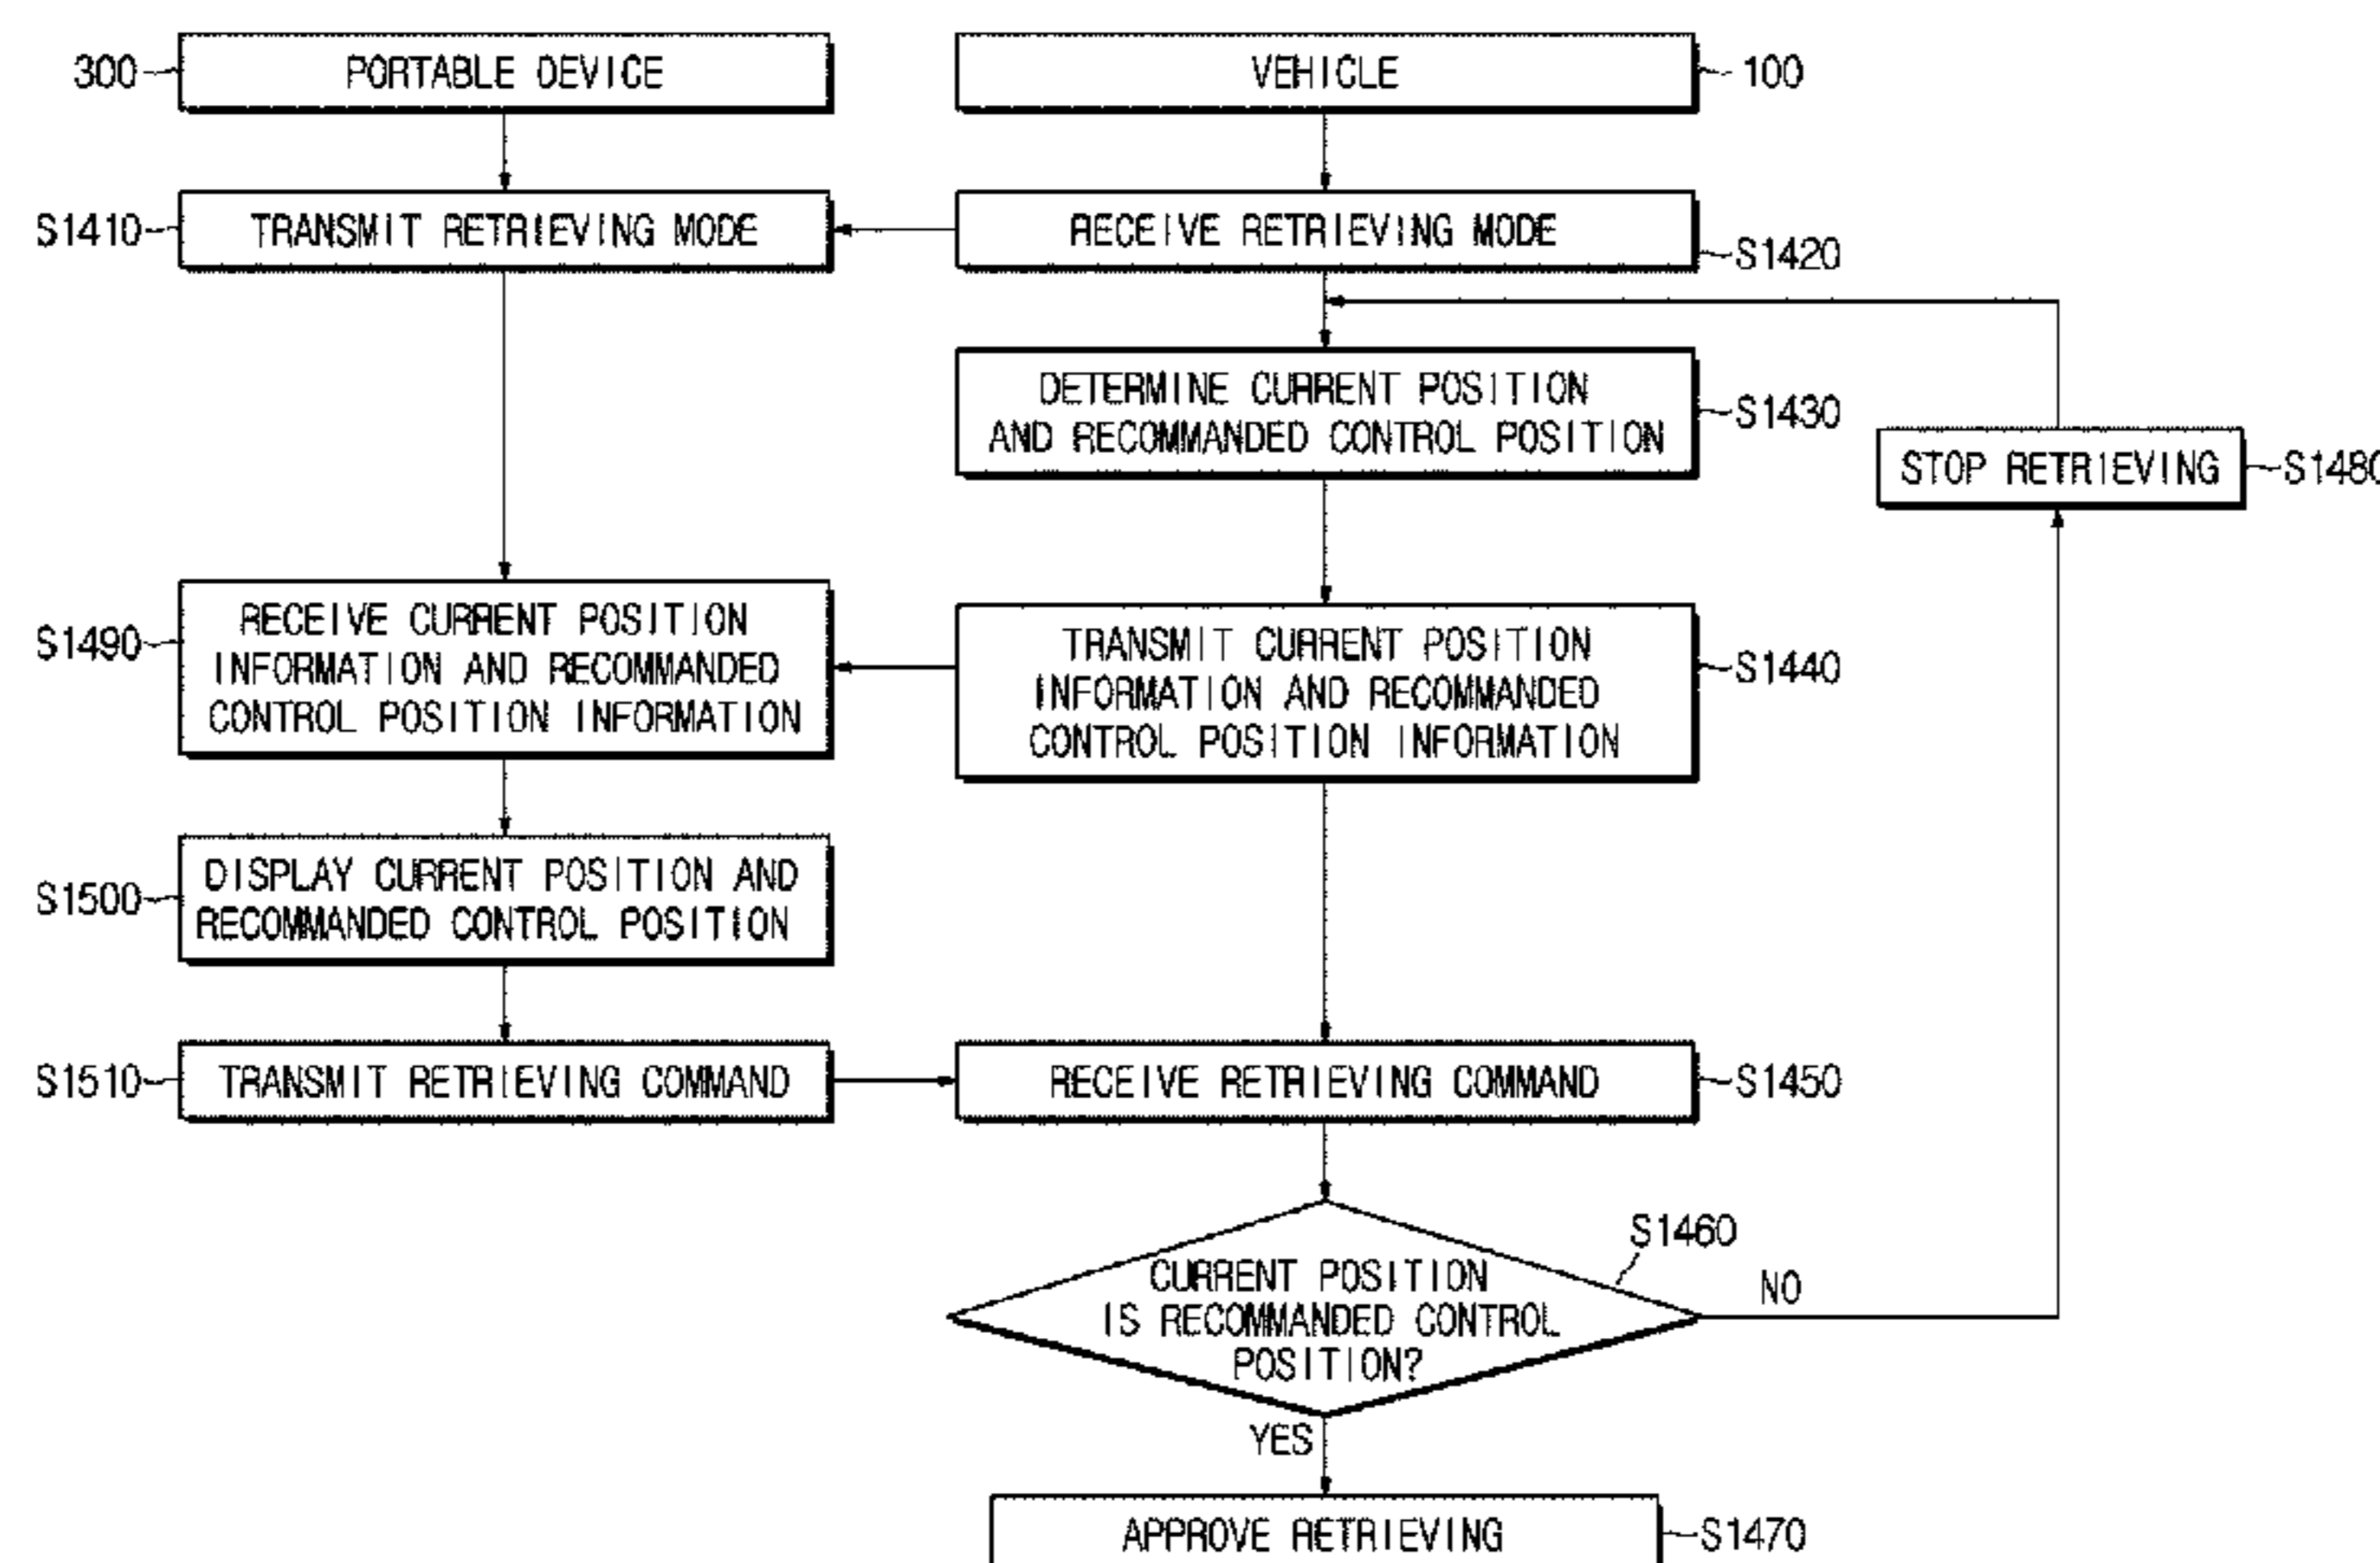 300
PORTABLE DEVICE
VEHICLE
100
S1410
TRANSMIT RETRIEVING MODE
RECEIVE RETRIEVING MODE
S1420
DETERMINE CURRENT POSITION
AND RECOMMANDED CONTROL POSITION
S1430
STOP RETRIEVING
S1480
S1490
RECEIVE CURRENT POSITION
INFORMATION AND RECOMMANDED
CONTROL POSITION INFORMATION
TRANSMIT CURRENT POSITION
INFORMATION AND RECOMMANDED
CONTROL POSITION INFORMATION
S1440
S1500
DISPLAY CURRENT POSITION AND
RECOMMANDED CONTROL POSITION
S1510
TRANSMIT RETRIEVING COMMAND
RECEIVE RETRIEVING COMMAND
S1450
S1460
CURRENT POSITION
IS RECOMMANDED CONTROL
POSITION?
NO
YES
APPROVE RETRIEVING
S1470